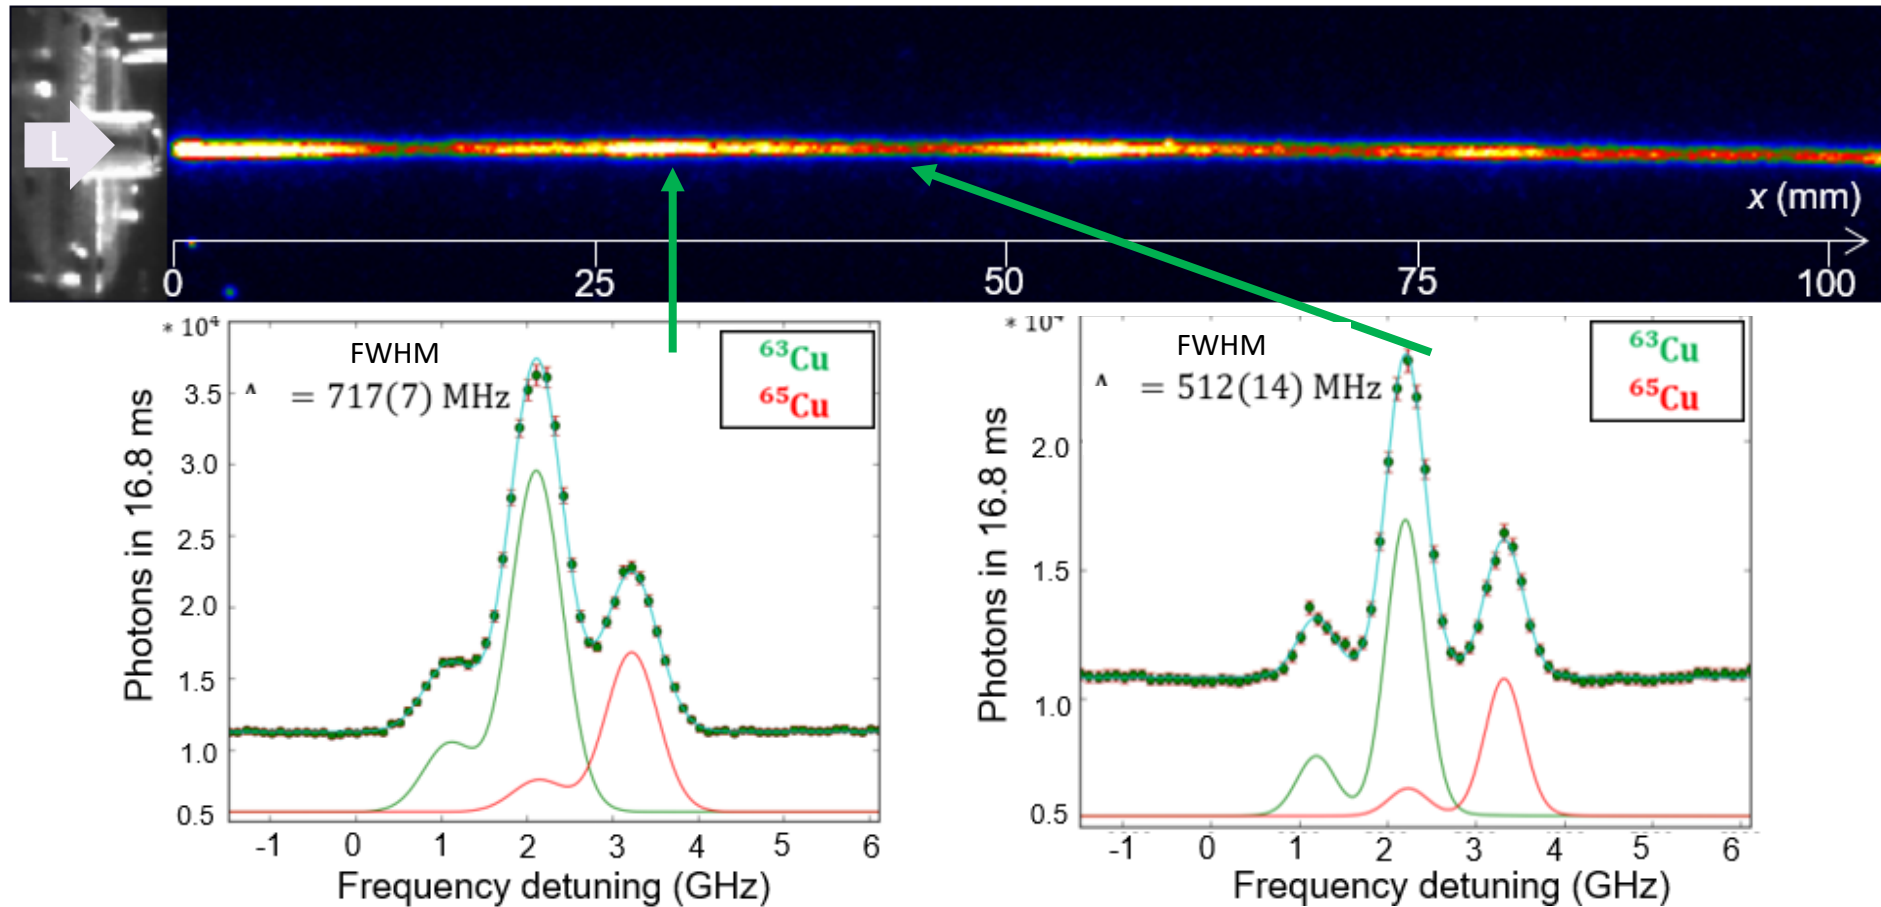 L
x (mm)
0 25 50 75 100
* 10⁴
FWHM
= 717(7) MHz
⁶³Cu
⁶⁵Cu
3.5
3.0
2.5
2.0
1.5
1.0
0.5
Photons in 16.8 ms
-1 0 1 2 3 4 5 6
Frequency detuning (GHz)
* 10⁴
FWHM
= 512(14) MHz
⁶³Cu
⁶⁵Cu
2.0
1.5
1.0
0.5
Photons in 16.8 ms
-1 0 1 2 3 4 5 6
Frequency detuning (GHz)